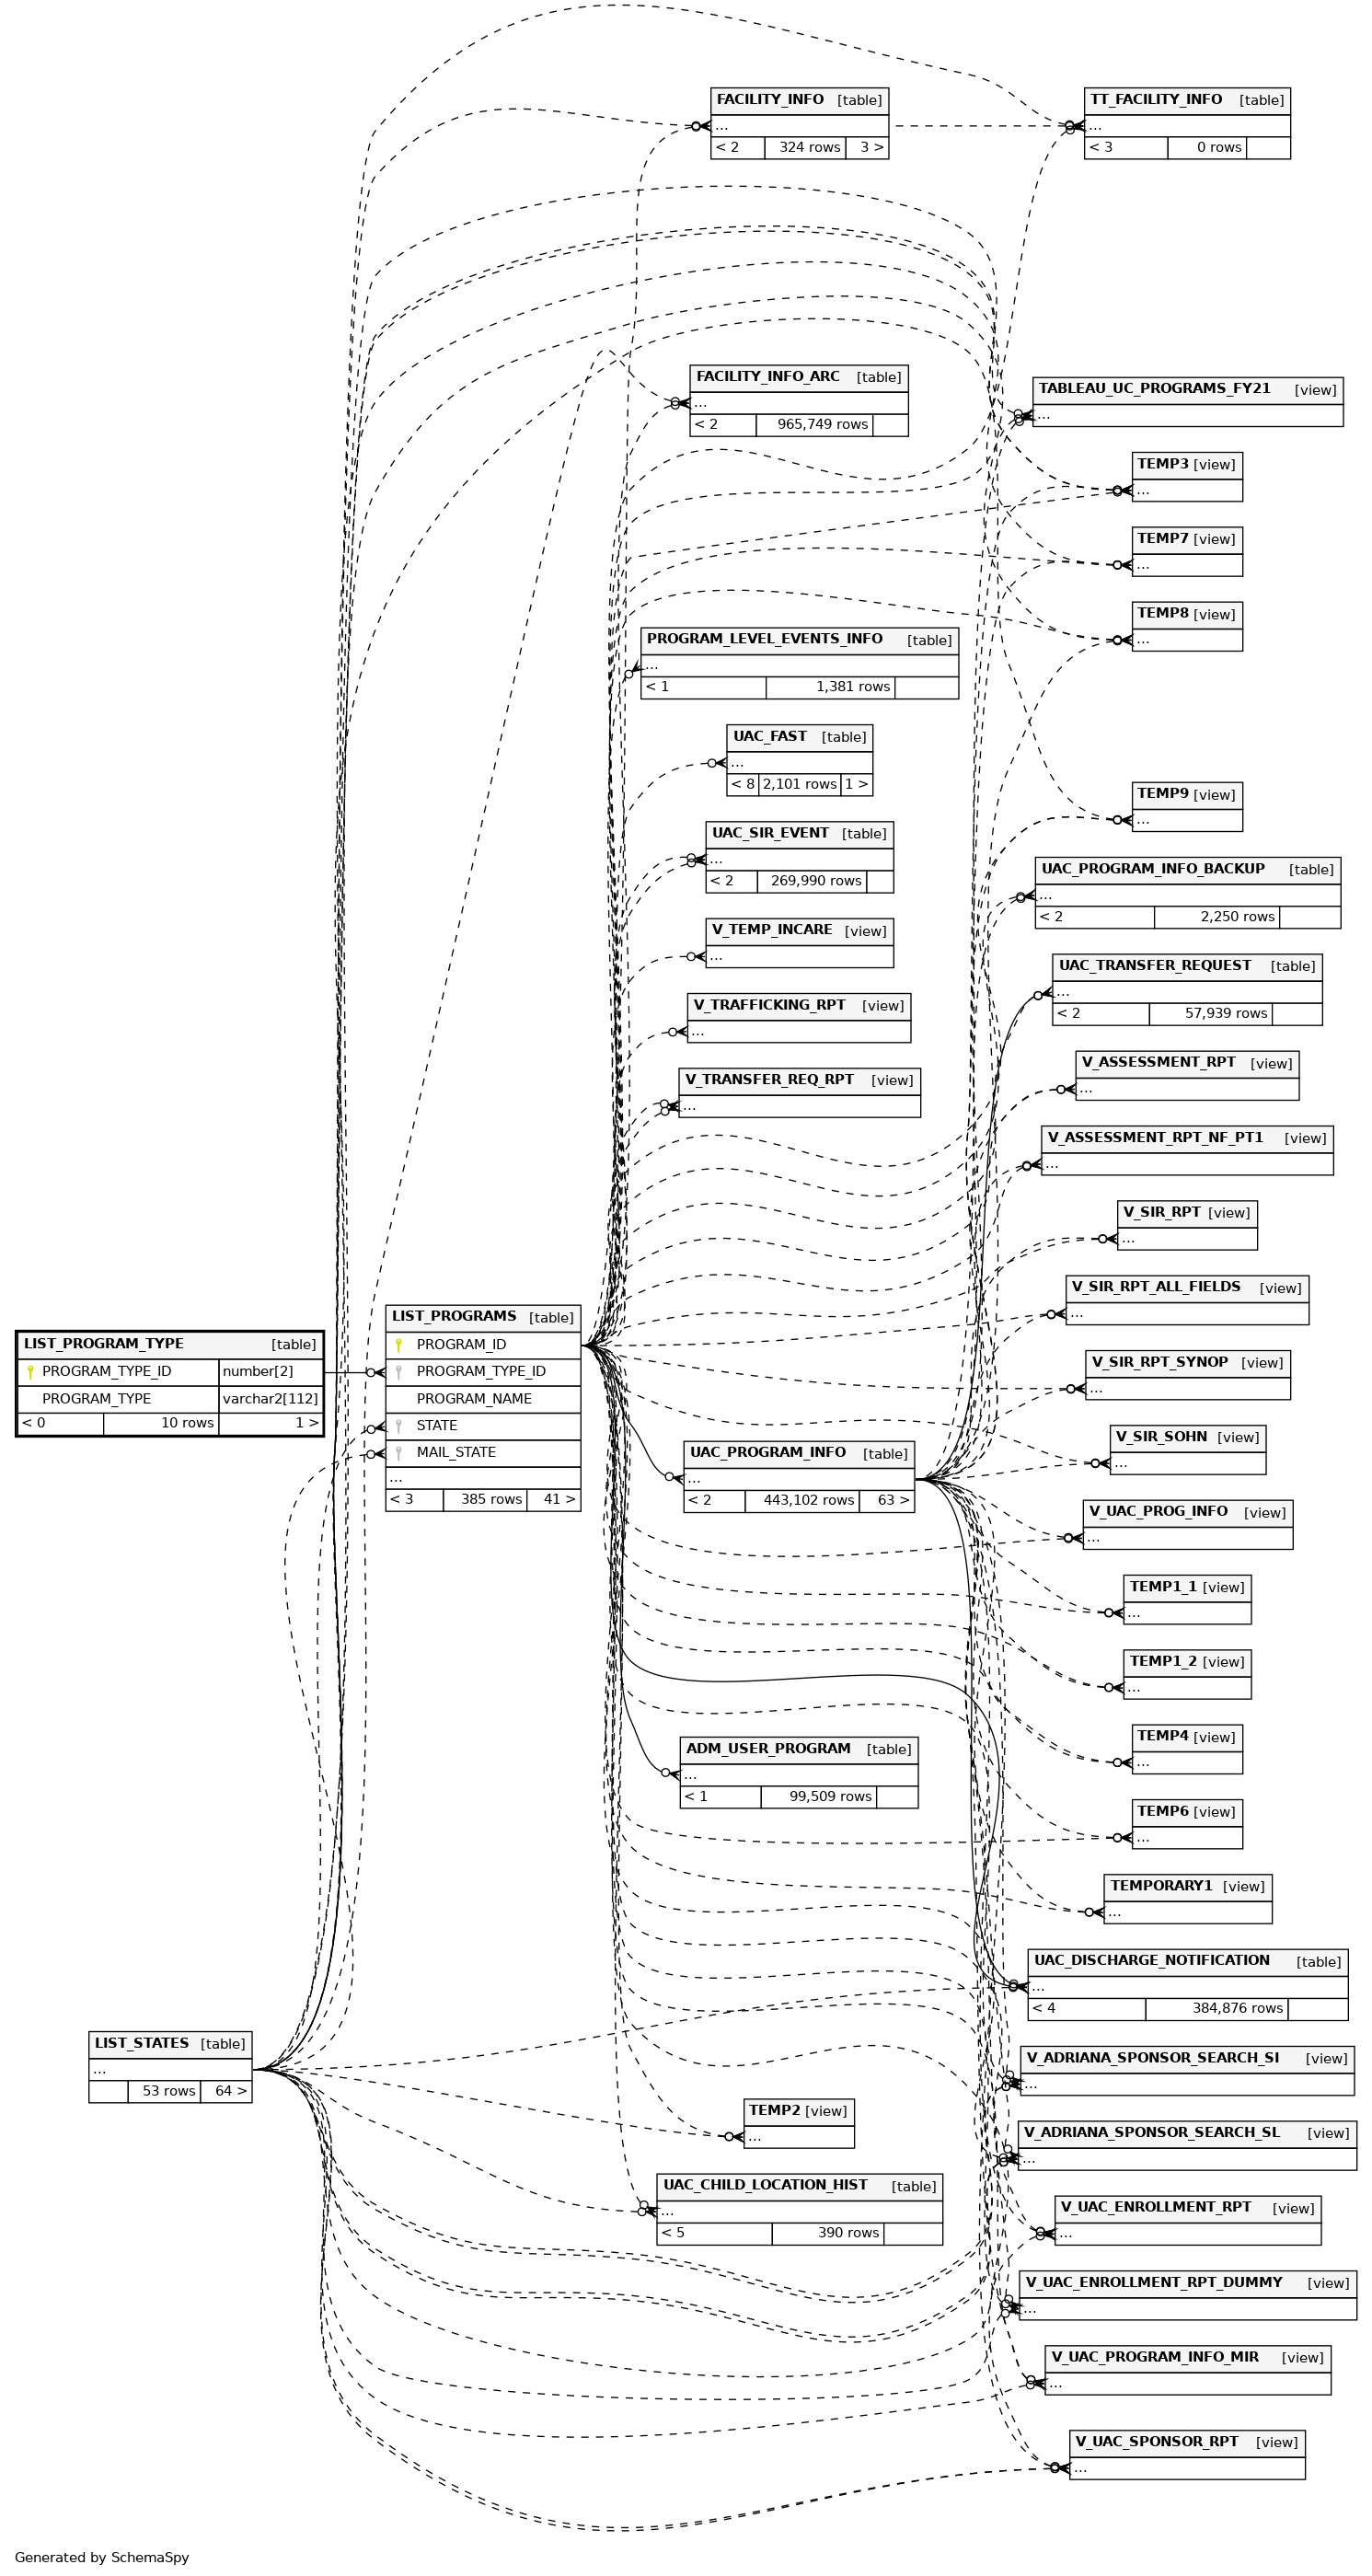 FACILITY_INFO [table]
...
< 2 324 rows 3 >
TT_FACILITY_INFO [table]
...
< 3 0 rows
FACILITY_INFO_ARC [table]
...
< 2 965,749 rows
TABLEAU_UC_PROGRAMS_FY21 [view]
...
TEMP3 [view]
...
TEMP7 [view]
...
TEMP8 [view]
...
PROGRAM_LEVEL_EVENTS_INFO [table]
...
< 1 1,381 rows
UAC_FAST [table]
...
< 8 2,101 rows 1 >
TEMP9 [view]
...
UAC_SIR_EVENT [table]
...
< 2 269,990 rows
UAC_PROGRAM_INFO_BACKUP [table]
...
< 2 2,250 rows
V_TEMP_INCARE [view]
...
UAC_TRANSFER_REQUEST [table]
...
< 2 57,939 rows
V_TRAFFICKING_RPT [view]
...
V_ASSESSMENT_RPT [view]
...
V_TRANSFER_REQ_RPT [view]
...
V_ASSESSMENT_RPT_NF_PT1 [view]
...
V_SIR_RPT [view]
...
V_SIR_RPT_ALL_FIELDS [view]
...
LIST_PROGRAM_TYPE [table]
PROGRAM_TYPE_ID number[2]
PROGRAM_TYPE varchar2[112]
< 0 10 rows 1 >
LIST_PROGRAMS [table]
PROGRAM_ID
PROGRAM_TYPE_ID
PROGRAM_NAME
STATE
MAIL_STATE
...
< 3 385 rows 41 >
V_SIR_RPT_SYNOP [view]
...
V_SIR_SOHN [view]
...
UAC_PROGRAM_INFO [table]
...
< 2 443,102 rows 63 >
V_UAC_PROG_INFO [view]
...
TEMP1_1 [view]
...
TEMP1_2 [view]
...
TEMP4 [view]
...
ADM_USER_PROGRAM [table]
...
< 1 99,509 rows
TEMP6 [view]
...
TEMPORARY1 [view]
...
UAC_DISCHARGE_NOTIFICATION [table]
...
< 4 384,876 rows
LIST_STATES [table]
...
53 rows 64 >
V_ADRIANA_SPONSOR_SEARCH_SI [view]
...
TEMP2 [view]
...
V_ADRIANA_SPONSOR_SEARCH_SL [view]
...
UAC_CHILD_LOCATION_HIST [table]
...
< 5 390 rows
V_UAC_ENROLLMENT_RPT [view]
...
V_UAC_ENROLLMENT_RPT_DUMMY [view]
...
V_UAC_PROGRAM_INFO_MIR [view]
...
V_UAC_SPONSOR_RPT [view]
...
Generated by SchemaSpy